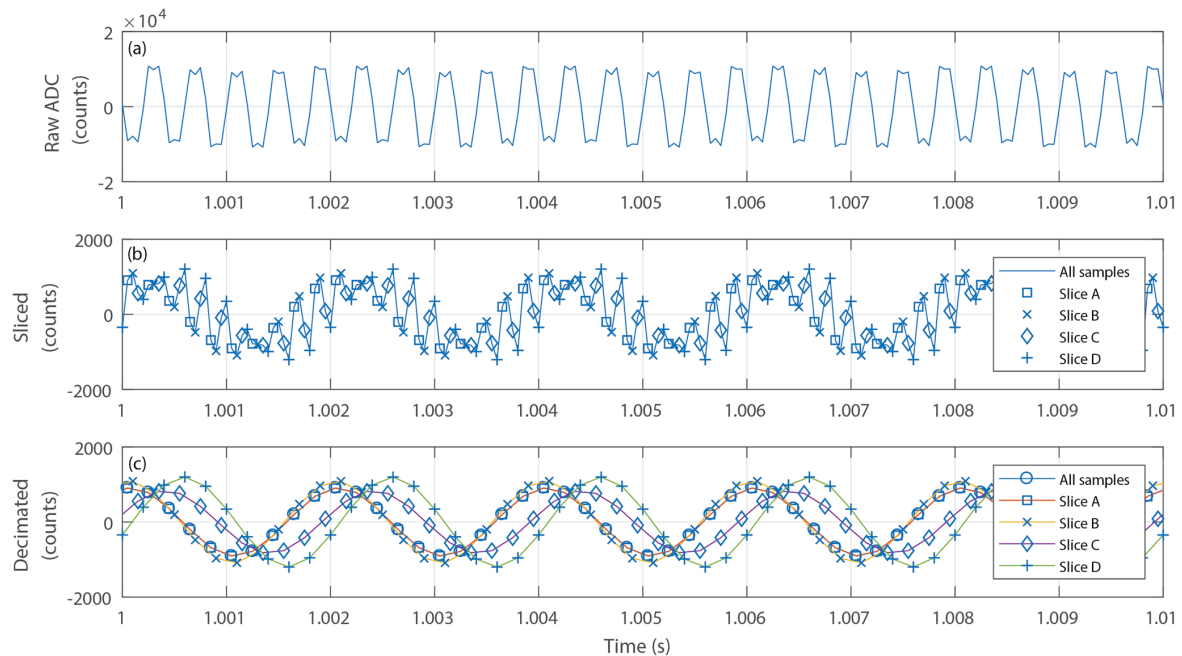 ×10⁴
2
(a)
0
-2
Raw ADC
(counts)
1 1.001 1.002 1.003 1.004 1.005 1.006 1.007 1.008 1.009 1.01
2000
(b)
0
-2000
Sliced
(counts)
All samples
Slice A
Slice B
Slice C
Slice D
1 1.001 1.002 1.003 1.004 1.005 1.006 1.007 1.008 1.009 1.01
2000
(c)
0
-2000
Decimated
(counts)
All samples
Slice A
Slice B
Slice C
Slice D
1 1.001 1.002 1.003 1.004 1.005 1.006 1.007 1.008 1.009 1.01
Time (s)